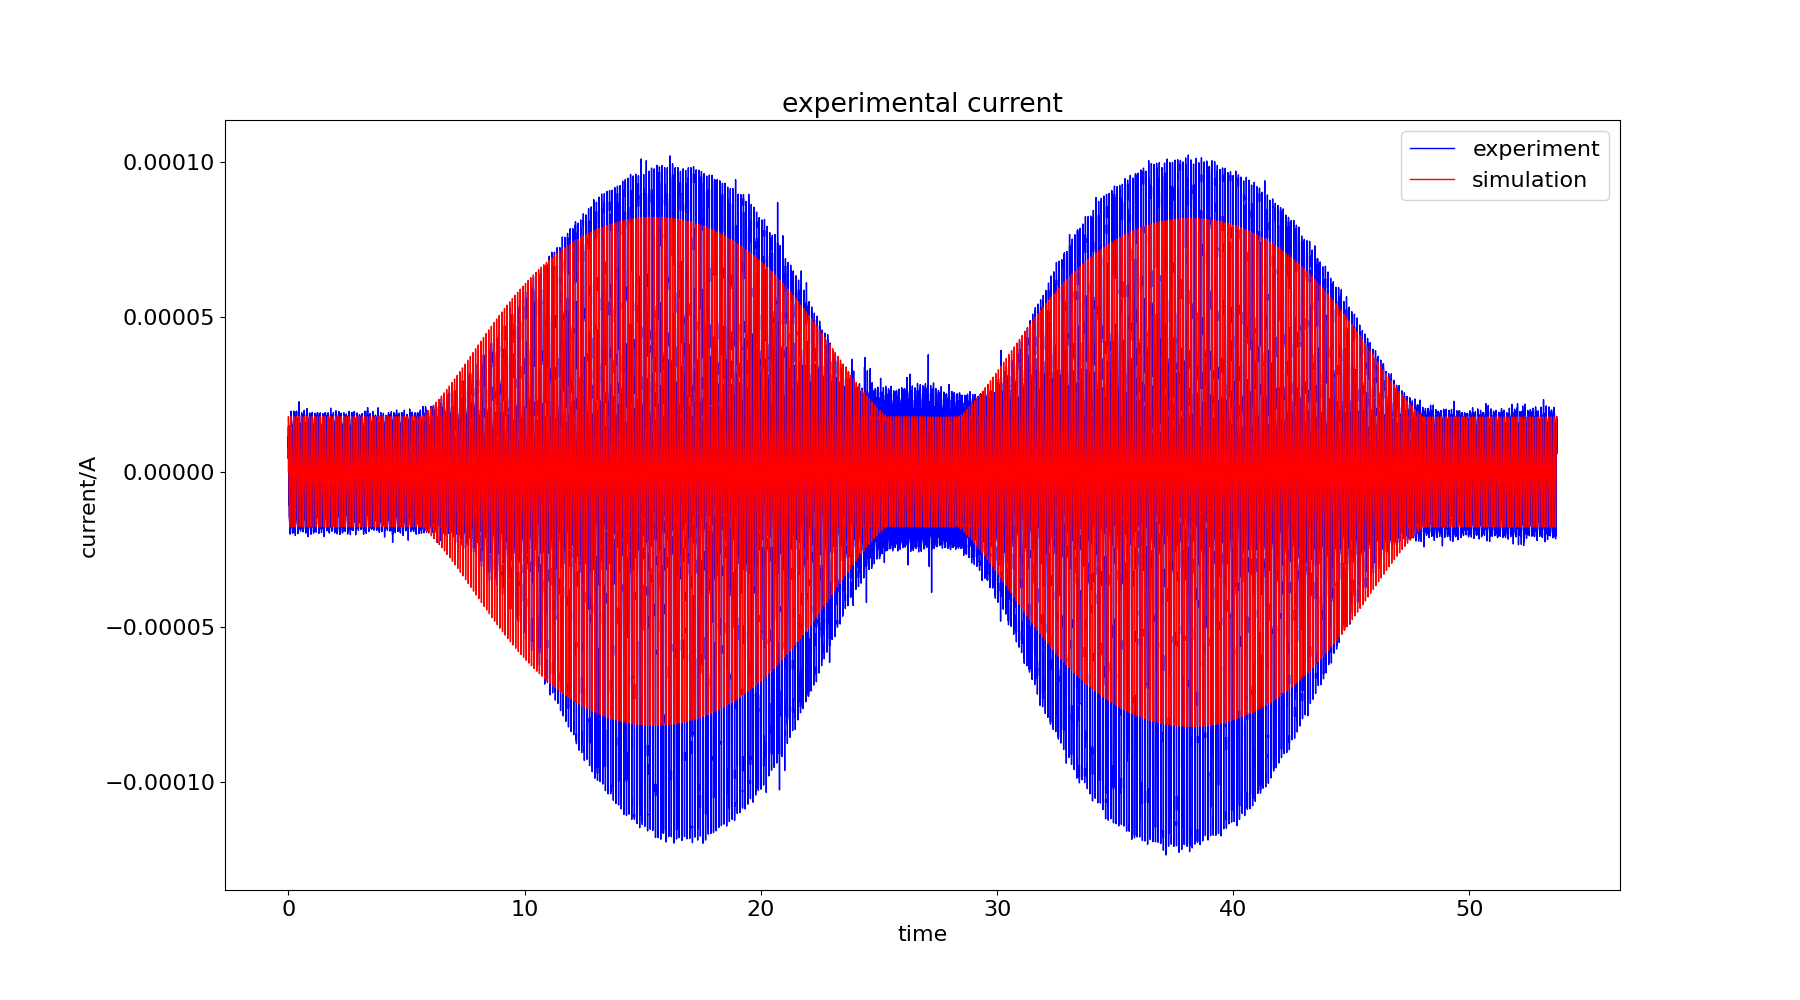 experimental current
experiment
simulation
0.00010
0.00005
0.00000
−0.00005
−0.00010
current/A
0 10 20 30 40 50
time